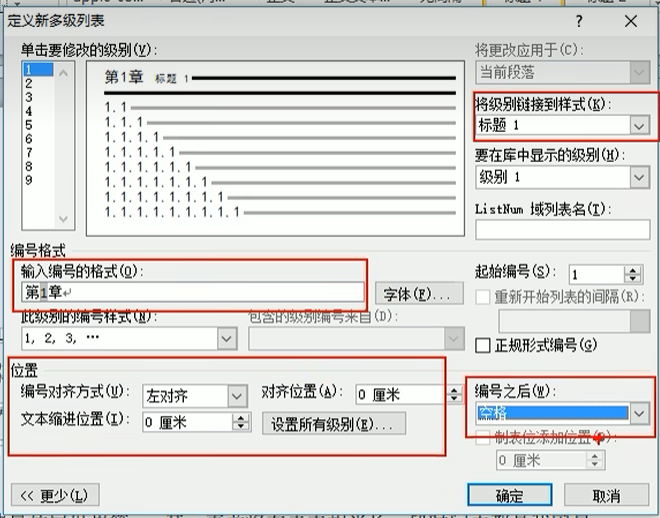 定义新多级列表
?
×
单击要修改的级别(V):
将更改应用于(C):
1
2
3
4
5
6
7
8
9
第1章 标题 1
1.1
1.1.1
1.1.1.1
1.1.1.1.1
1.1.1.1.1.1
1.1.1.1.1.1.1
1.1.1.1.1.1.1.1
1.1.1.1.1.1.1.1.1
当前段落
将级别链接到样式(K):
标题 1
要在库中显示的级别(H):
级别 1
ListNum 域列表名(T):
编号格式
输入编号的格式(O):
第1章
字体(F)...
起始编号(S):
1
重新开始列表的间隔(R):
此级别的编号样式(N):
包含的级别编号来自(D):
1, 2, 3, …
正规形式编号(G)
位置
编号对齐方式(U):
左对齐
对齐位置(A):
0 厘米
编号之后(W):
空格
文本缩进位置(I):
0 厘米
设置所有级别(E)...
制表位添加位置
0 厘米
<< 更少(L)
确定
取消